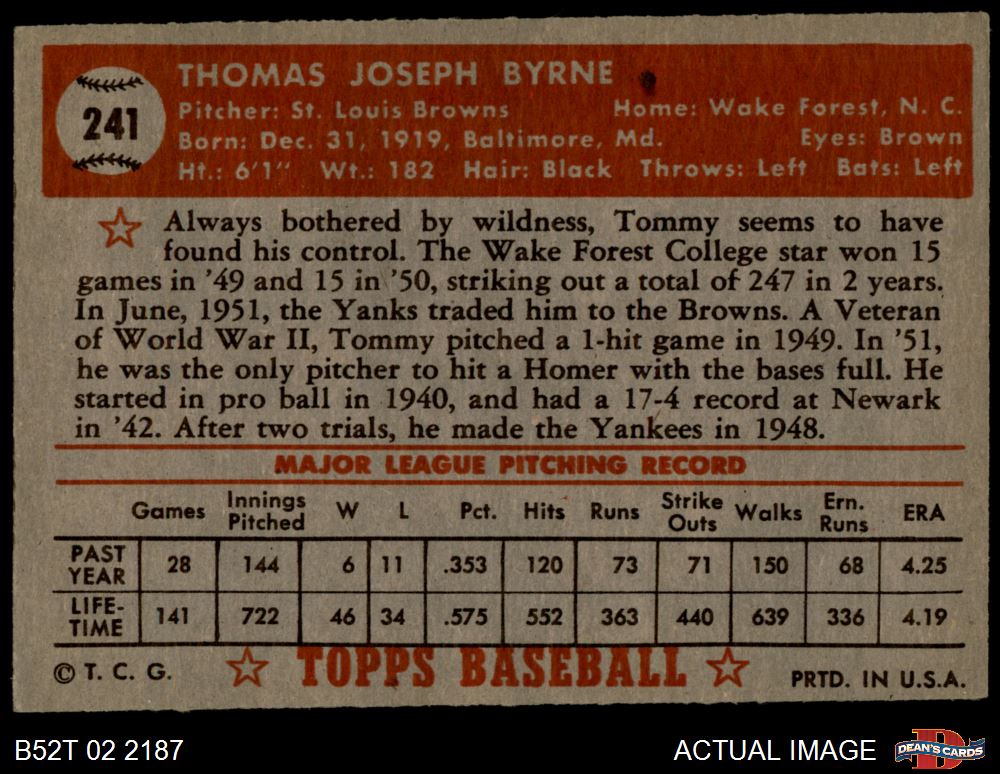 THOMAS JOSEPH BYRNE
241
Pitcher: St. Louis Browns Home: Wake Forest, N. C.
Born: Dec. 31, 1919, Baltimore, Md. Eyes: Brown
Ht.: 6'1" Wt.: 182 Hair: Black Throws: Left Bats: Left
Always bothered by wildness, Tommy seems to have
found his control. The Wake Forest College star won 15
games in '49 and 15 in '50, striking out a total of 247 in 2 years.
In June, 1951, the Yanks traded him to the Browns. A Veteran
of World War II, Tommy pitched a 1-hit game in 1949. In '51,
he was the only pitcher to hit a Homer with the bases full. He
started in pro ball in 1940, and had a 17-4 record at Newark
in '42. After two trials, he made the Yankees in 1948.
MAJOR LEAGUE PITCHING RECORD
Games Innings Pitched W L Pct. Hits Runs Strike Outs Walks Ern. Runs ERA
PAST YEAR 28 144 6 11 .353 120 73 71 150 68 4.25
LIFE-TIME 141 722 46 34 .575 552 363 440 639 336 4.19
© T. C. G. TOPPS BASEBALL PRTD. IN U.S.A.
B52T 02 2187 ACTUAL IMAGE DEAN'S CARDS